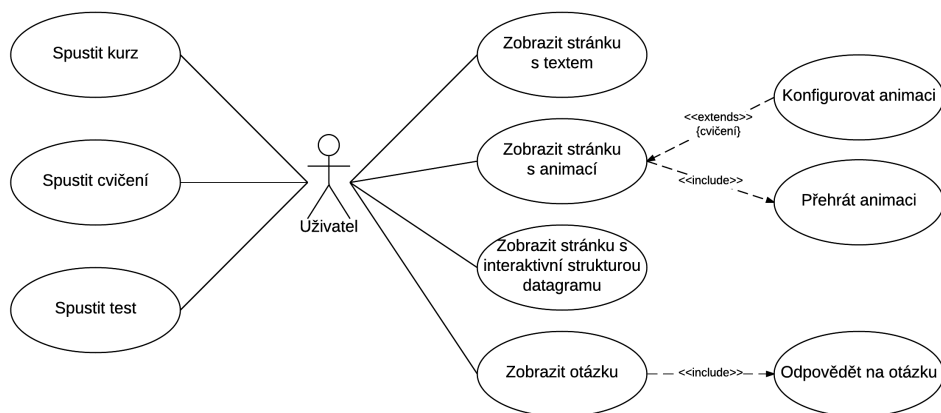 Spustit kurz
Spustit cvičení
Spustit test
Uživatel
Zobrazit stránku
s textem
Zobrazit stránku
s animací
Zobrazit stránku s
interaktivní strukturou
datagramu
Zobrazit otázku
<<extends>>
{cvičení}
<<include>>
<<include>>
Konfigurovat animaci
Přehrát animaci
Odpovědět na otázku